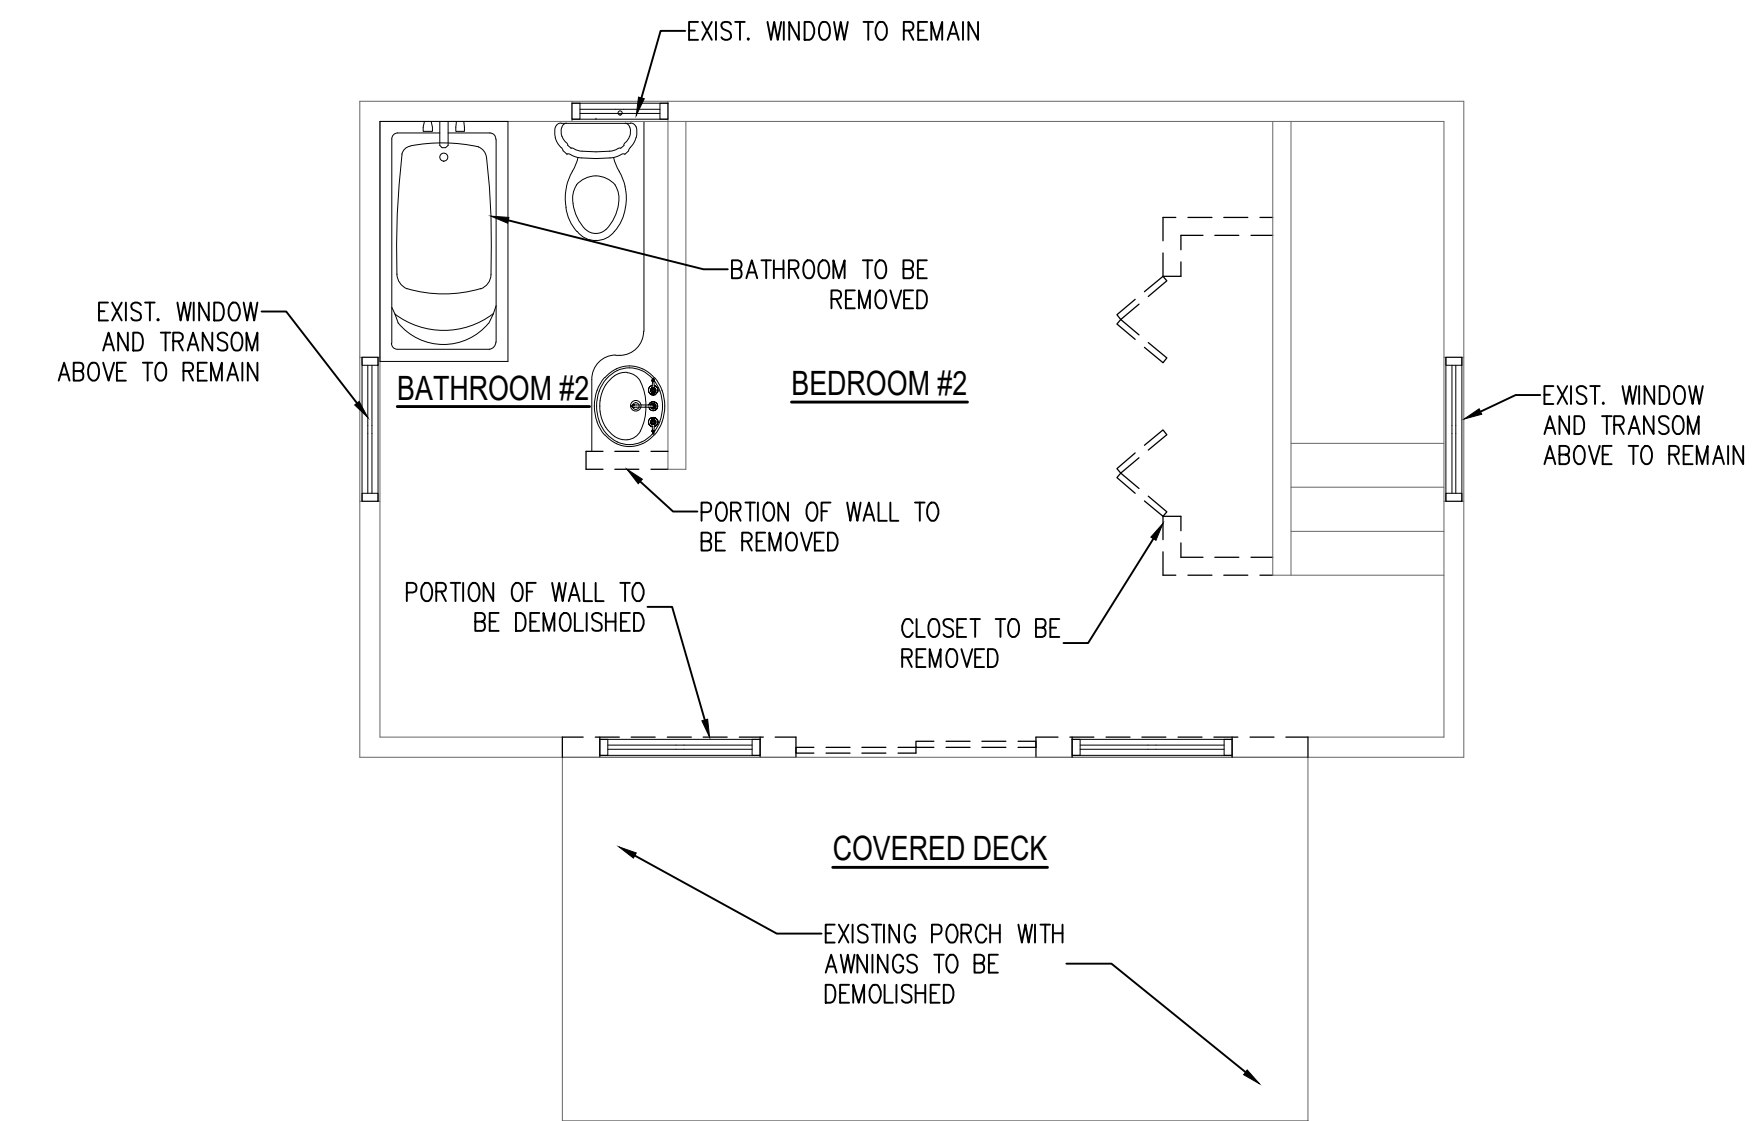 EXIST. WINDOW TO REMAIN
BATHROOM TO BE
REMOVED
EXIST. WINDOW
AND TRANSOM
ABOVE TO REMAIN
BATHROOM #2
BEDROOM #2
EXIST. WINDOW
AND TRANSOM
ABOVE TO REMAIN
PORTION OF WALL TO
BE REMOVED
PORTION OF WALL TO
BE DEMOLISHED
CLOSET TO BE
REMOVED
COVERED DECK
EXISTING PORCH WITH
AWNINGS TO BE
DEMOLISHED